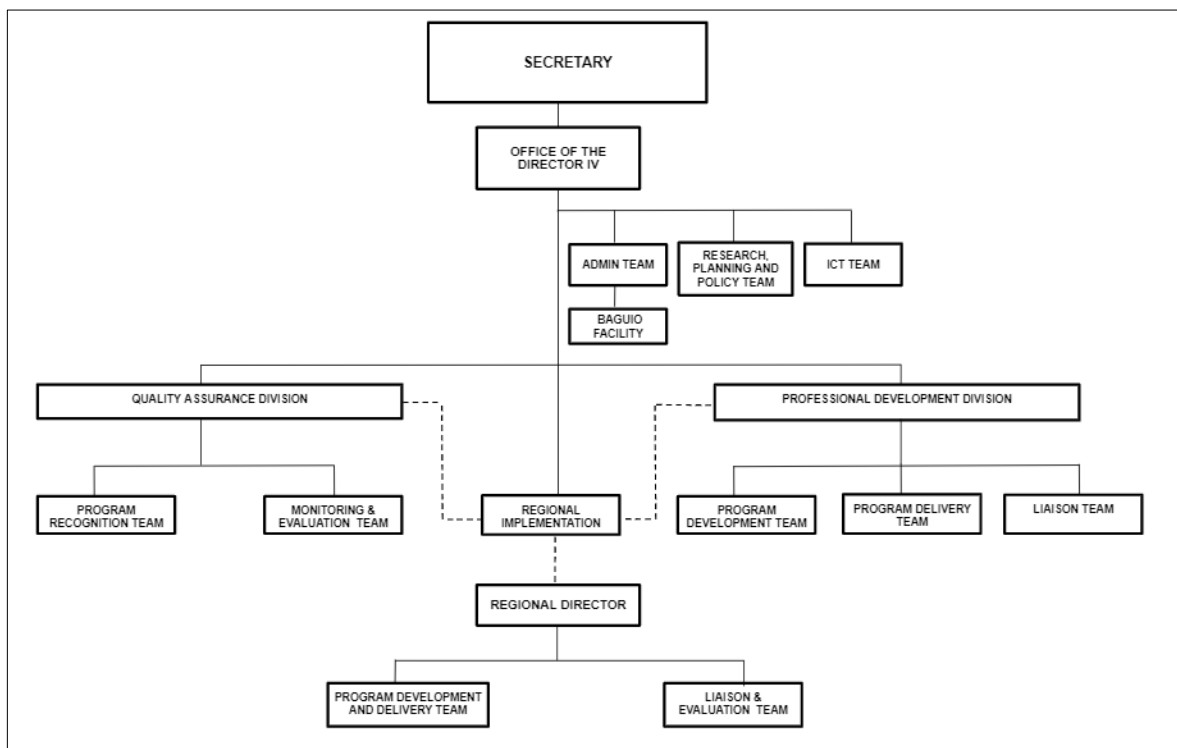 SECRETARY
OFFICE OF THE
DIRECTOR IV
ADMIN TEAM
RESEARCH,
PLANNING AND
POLICY TEAM
ICT TEAM
BAGUIO
FACILITY
QUALITY ASSURANCE DIVISION
PROFESSIONAL DEVELOPMENT DIVISION
PROGRAM
RECOGNITION TEAM
MONITORING &
EVALUATION TEAM
REGIONAL
IMPLEMENTATION
PROGRAM
DEVELOPMENT TEAM
PROGRAM DELIVERY
TEAM
LIAISON TEAM
REGIONAL DIRECTOR
PROGRAM DEVELOPMENT
AND DELIVERY TEAM
LIAISON &
EVALUATION TEAM